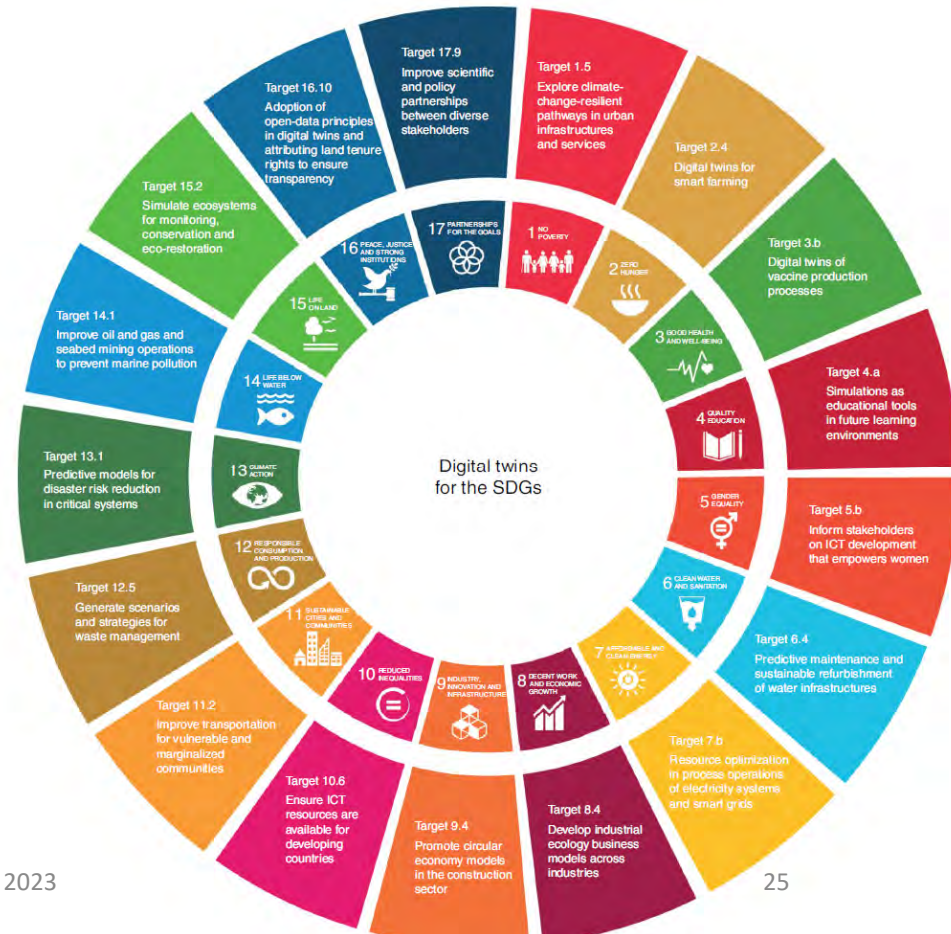 Digital twins
for the SDGs
Target 1.5
Explore climate-
change-resilient
pathways in urban
infrastructures
and services
1 NO
POVERTY
Target 2.4
Digital twins for
smart farming
2 ZERO
HUNGER
Target 3.b
Digital twins of
vaccine production
processes
3 GOOD HEALTH
AND WELL-BEING
Target 4.a
Simulations as
educational tools
in future learning
environments
4 QUALITY
EDUCATION
Target 5.b
Inform stakeholders
on ICT development
that empowers women
5 GENDER
EQUALITY
Target 6.4
Predictive maintenance and
sustainable refurbishment
of water infrastructures
6 CLEAN WATER
AND SANITATION
Target 7.b
Resource optimization
in process operations
of electricity systems
and smart grids
7 AFFORDABLE AND
CLEAN ENERGY
Target 8.4
Develop industrial
ecology business
models across
industries
8 DECENT WORK
AND ECONOMIC
GROWTH
Target 9.4
Promote circular
economy models
in the construction
sector
9 INDUSTRY,
INNOVATION AND
INFRASTRUCTURE
Target 10.6
Ensure ICT
resources are
available for
developing
countries
10 REDUCED
INEQUALITIES
Target 11.2
Improve transportation
for vulnerable and
marginalized
communities
11 SUSTAINABLE
CITIES AND
COMMUNITIES
Target 12.5
Generate scenarios
and strategies for
waste management
12 RESPONSIBLE
CONSUMPTION
AND PRODUCTION
Target 13.1
Predictive models for
disaster risk reduction
in critical systems
13 CLIMATE
ACTION
Target 14.1
Improve oil and gas and
seabed mining operations
to prevent marine pollution
14 LIFE BELOW
WATER
Target 15.2
Simulate ecosystems
for monitoring,
conservation and
eco-restoration
15 LIFE
ON LAND
Target 16.10
Adoption of
open-data principles
in digital twins and
attributing land tenure
rights to ensure
transparency
16 PEACE, JUSTICE
AND STRONG
INSTITUTIONS
Target 17.9
Improve scientific
and policy
partnerships
between diverse
stakeholders
17 PARTNERSHIPS
FOR THE GOALS
2023
25